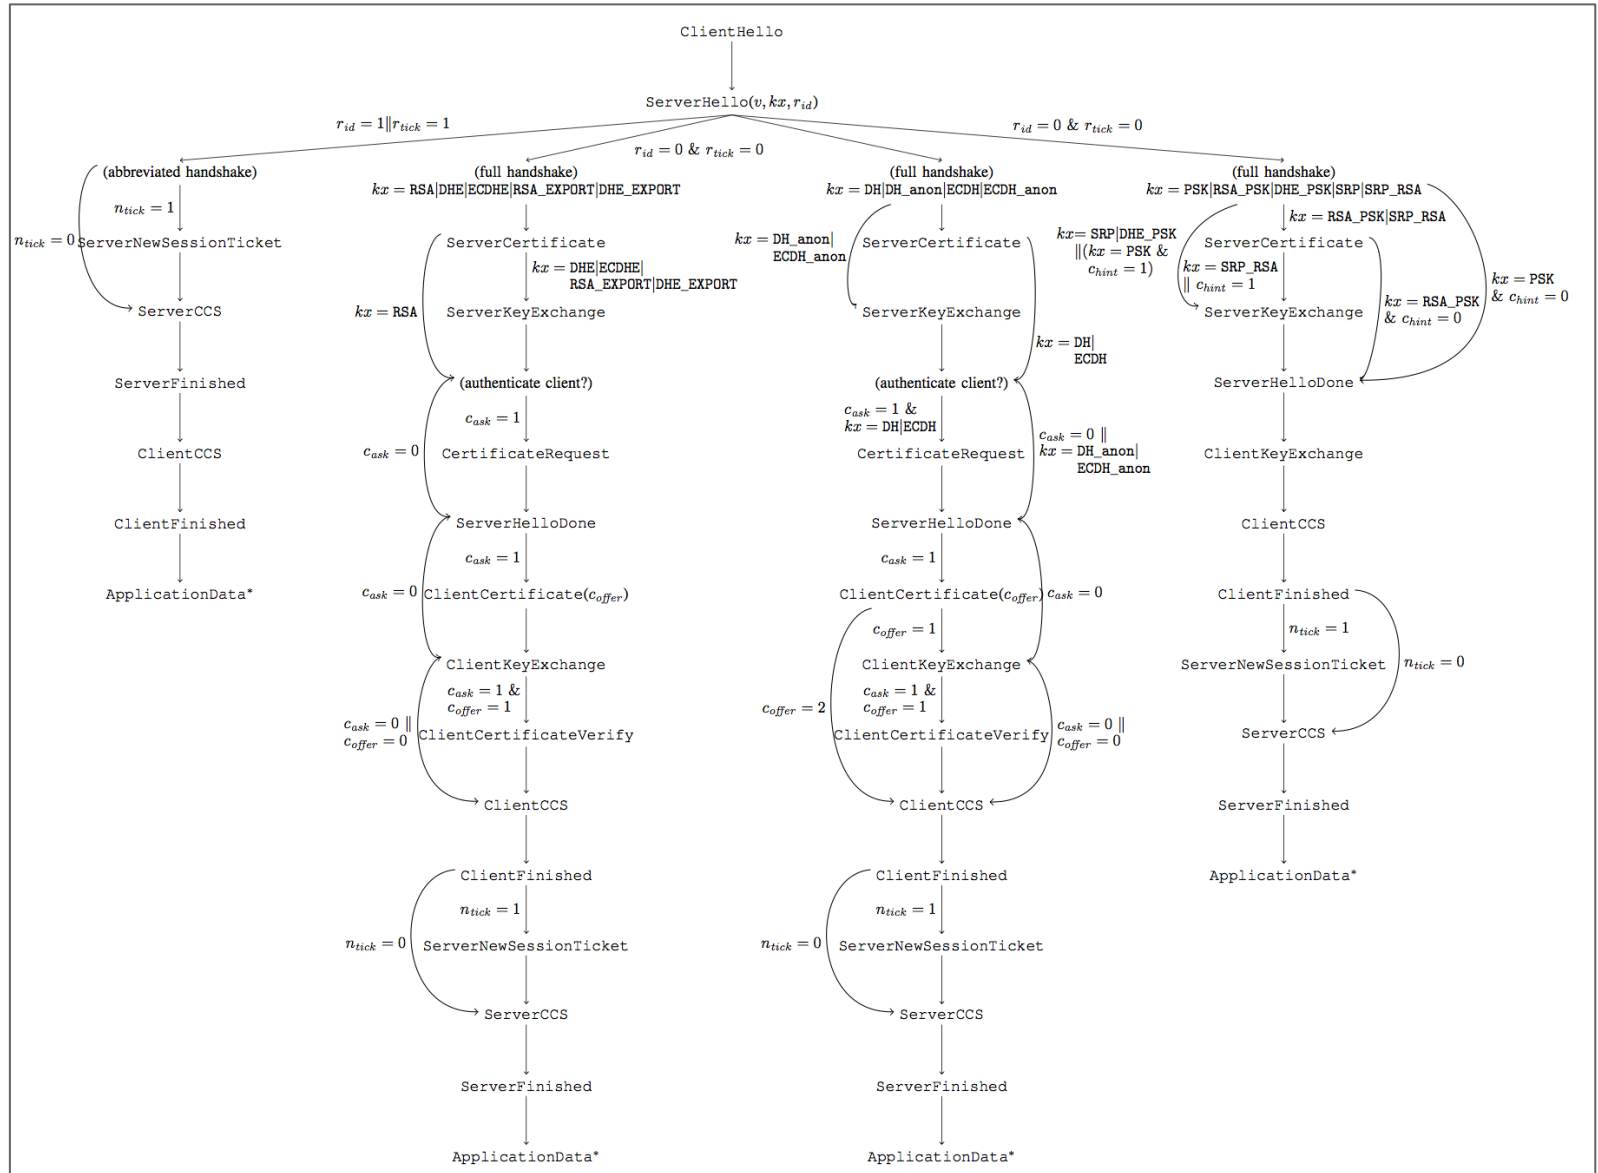 ClientHello
ServerHello(v, kx, r_id)
r_id = 1‖r_tick = 1
r_id = 0 & r_tick = 0
r_id = 0 & r_tick = 0
(abbreviated handshake)
n_tick = 1
n_tick = 0
ServerNewSessionTicket
ServerCCS
ServerFinished
ClientCCS
ClientFinished
ApplicationData*
(full handshake)
kx = RSA|DHE|ECDHE|RSA_EXPORT|DHE_EXPORT
ServerCertificate
kx = DHE|ECDHE|
RSA_EXPORT|DHE_EXPORT
kx = RSA
ServerKeyExchange
(authenticate client?)
c_ask = 1
c_ask = 0
CertificateRequest
ServerHelloDone
c_ask = 1
c_ask = 0
ClientCertificate(c_offer)
ClientKeyExchange
c_ask = 1 &
c_offer = 1
c_ask = 0 ‖
c_offer = 0
ClientCertificateVerify
ClientCCS
ClientFinished
n_tick = 1
n_tick = 0
ServerNewSessionTicket
ServerCCS
ServerFinished
ApplicationData*
(full handshake)
kx = DH|DH_anon|ECDH|ECDH_anon
kx = DH_anon|
ECDH_anon
ServerCertificate
ServerKeyExchange
kx = DH|
ECDH
(authenticate client?)
c_ask = 1 &
kx = DH|ECDH
c_ask = 0 ‖
kx = DH_anon|
ECDH_anon
CertificateRequest
ServerHelloDone
c_ask = 1
ClientCertificate(c_offer)
c_ask = 0
c_offer = 1
ClientKeyExchange
c_ask = 1 &
c_offer = 1
c_offer = 2
c_ask = 0 ‖
c_offer = 0
ClientCertificateVerify
ClientCCS
ClientFinished
n_tick = 1
n_tick = 0
ServerNewSessionTicket
ServerCCS
ServerFinished
ApplicationData*
(full handshake)
kx = PSK|RSA_PSK|DHE_PSK|SRP|SRP_RSA
kx = RSA_PSK|SRP_RSA
kx= SRP|DHE_PSK
‖(kx = PSK &
c_hint = 1)
ServerCertificate
kx = SRP_RSA
‖ c_hint = 1
kx = RSA_PSK
& c_hint = 0
kx = PSK
& c_hint = 0
ServerKeyExchange
ServerHelloDone
ClientKeyExchange
ClientCCS
ClientFinished
n_tick = 1
n_tick = 0
ServerNewSessionTicket
ServerCCS
ServerFinished
ApplicationData*